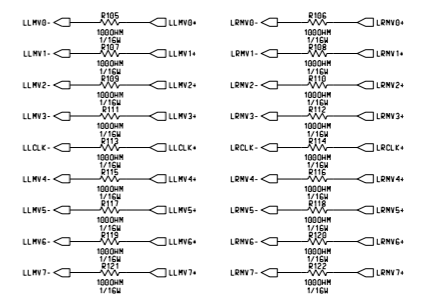 R105 R106
LLMV0- LLMV0+ LRMV0- LRMV0+
100OHM 100OHM
1/16W 1/16W
R107 R108
LLMV1- LLMV1+ LRMV1- LRMV1+
100OHM 100OHM
1/16W 1/16W
R109 R110
LLMV2- LLMV2+ LRMV2- LRMV2+
100OHM 100OHM
1/16W 1/16W
R111 R112
LLMV3- LLMV3+ LRMV3- LRMV3+
100OHM 100OHM
1/16W 1/16W
R113 R114
LLCLK- LLCLK+ LRCLK- LRCLK+
100OHM 100OHM
1/16W 1/16W
R115 R116
LLMV4- LLMV4+ LRMV4- LRMV4+
100OHM 100OHM
1/16W 1/16W
R117 R118
LLMV5- LLMV5+ LRMV5- LRMV5+
100OHM 100OHM
1/16W 1/16W
R119 R120
LLMV6- LLMV6+ LRMV6- LRMV6+
100OHM 100OHM
1/16W 1/16W
R121 R122
LLMV7- LLMV7+ LRMV7- LRMV7+
100OHM 100OHM
1/16W 1/16W